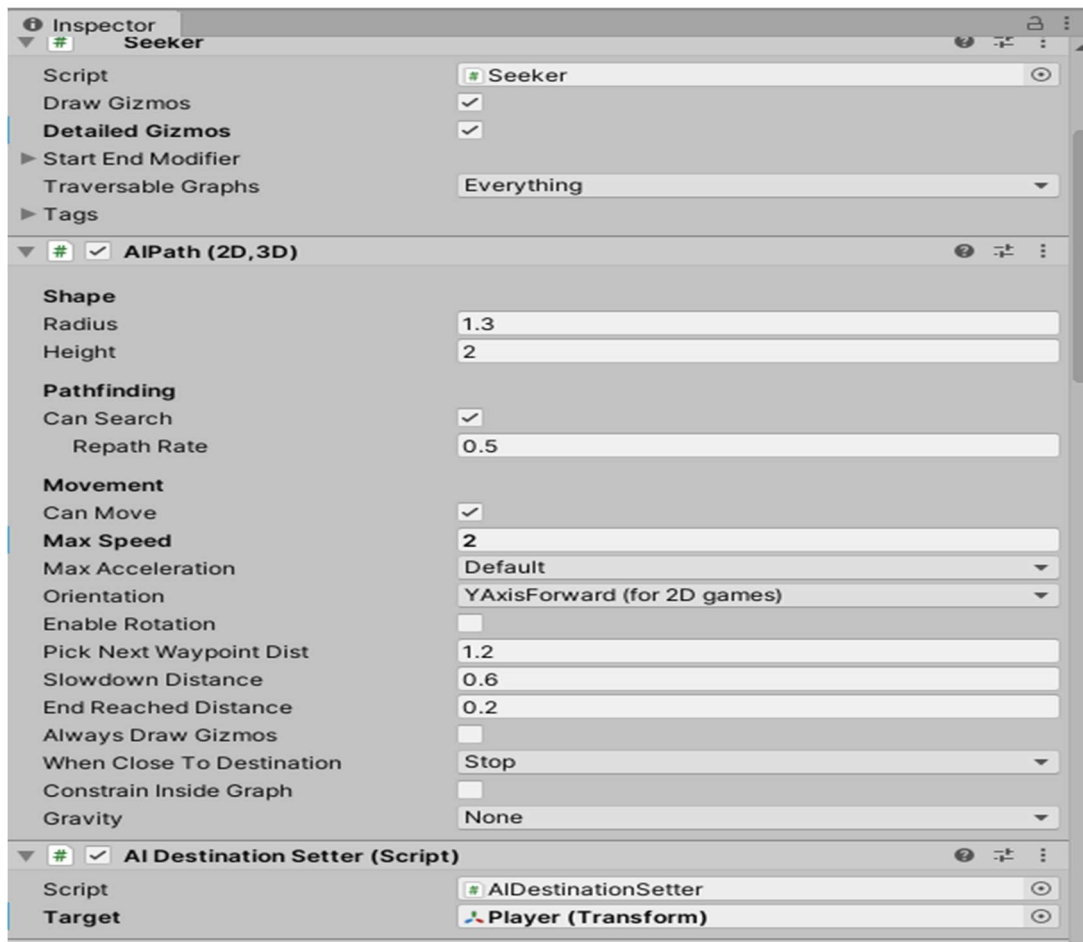 Inspector
Seeker
Script Seeker
Draw Gizmos
Detailed Gizmos
Start End Modifier
Traversable Graphs Everything
Tags
AIPath (2D,3D)
Shape
Radius 1.3
Height 2
Pathfinding
Can Search
Repath Rate 0.5
Movement
Can Move
Max Speed 2
Max Acceleration Default
Orientation YAxisForward (for 2D games)
Enable Rotation
Pick Next Waypoint Dist 1.2
Slowdown Distance 0.6
End Reached Distance 0.2
Always Draw Gizmos
When Close To Destination Stop
Constrain Inside Graph
Gravity None
AI Destination Setter (Script)
Script AIDestinationSetter
Target Player (Transform)